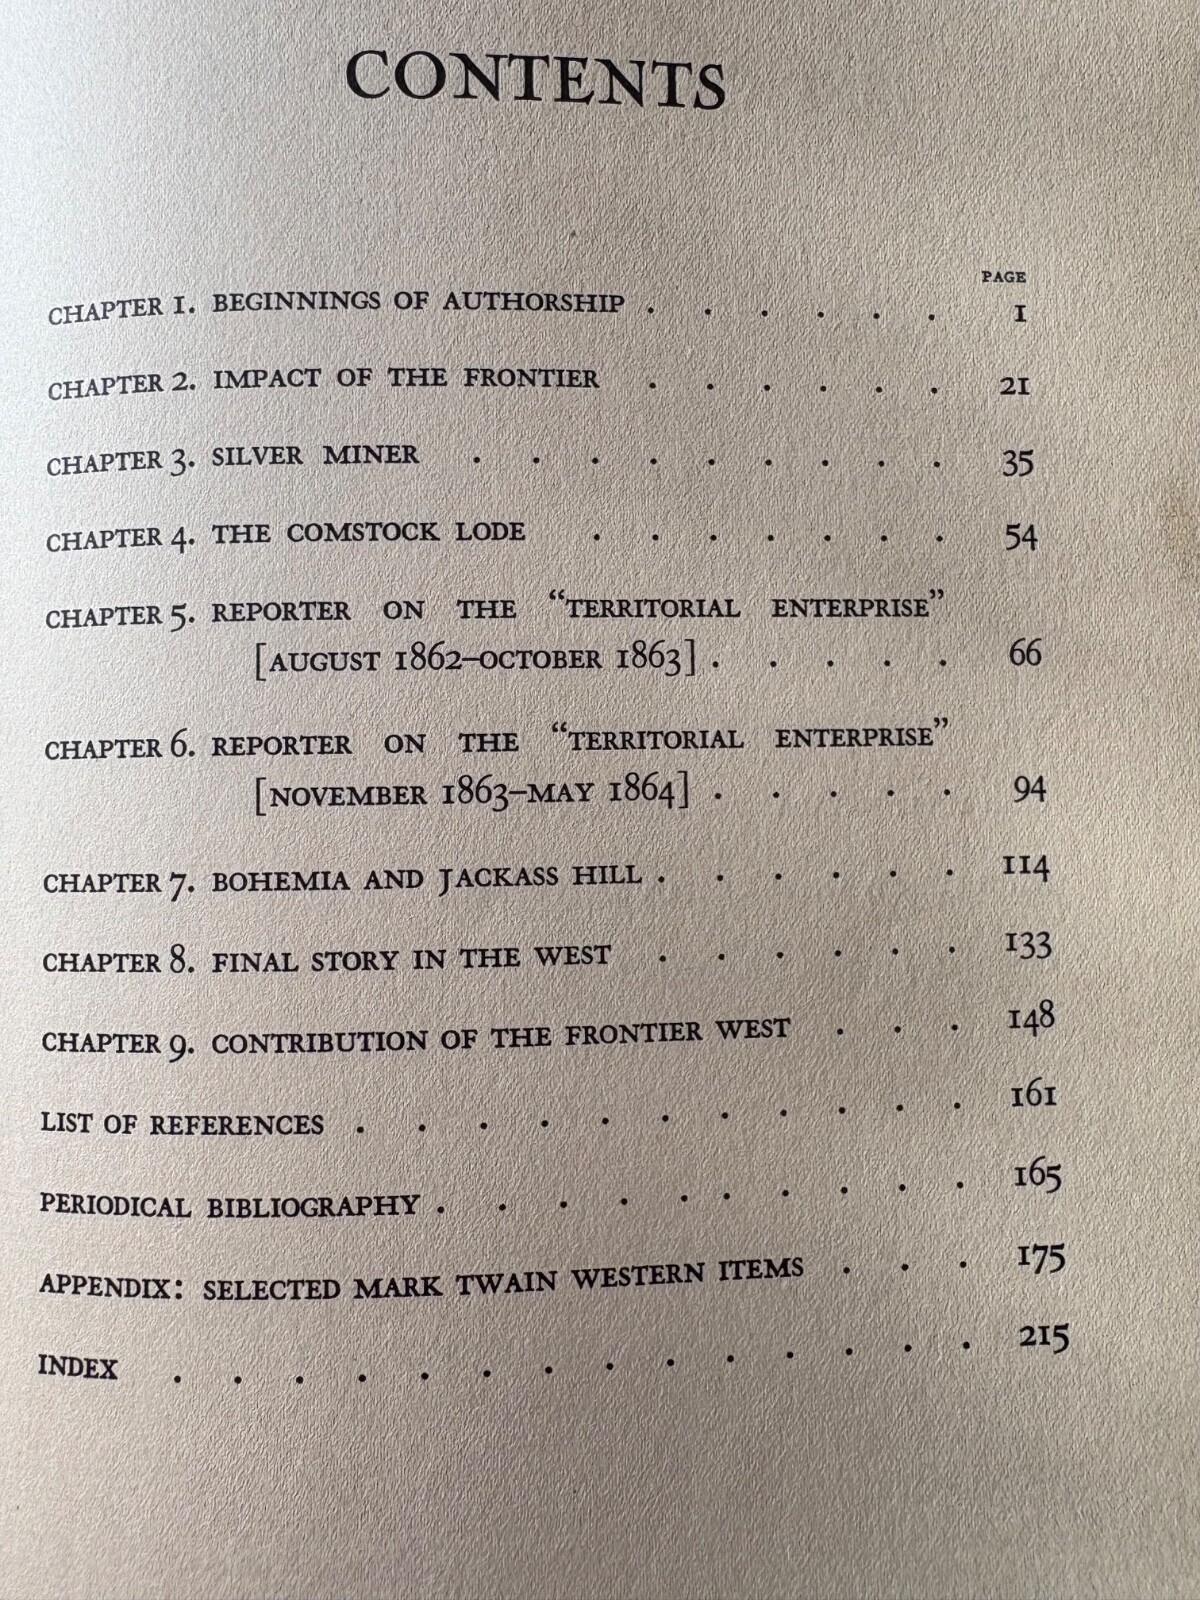 CONTENTS
PAGE
CHAPTER 1. BEGINNINGS OF AUTHORSHIP . . . . . . 1
CHAPTER 2. IMPACT OF THE FRONTIER . . . . . . 21
CHAPTER 3. SILVER MINER . . . . . . . . . 35
CHAPTER 4. THE COMSTOCK LODE . . . . . . . 54
CHAPTER 5. REPORTER ON THE “TERRITORIAL ENTERPRISE”
[AUGUST 1862–OCTOBER 1863] . . . . . 66
CHAPTER 6. REPORTER ON THE “TERRITORIAL ENTERPRISE”
[NOVEMBER 1863–MAY 1864] . . . . . 94
CHAPTER 7. BOHEMIA AND JACKASS HILL . . . . . . 114
CHAPTER 8. FINAL STORY IN THE WEST . . . . . . 133
CHAPTER 9. CONTRIBUTION OF THE FRONTIER WEST . . . 148
LIST OF REFERENCES . . . . . . . . . . . 161
PERIODICAL BIBLIOGRAPHY . . . . . . . . . . 165
APPENDIX: SELECTED MARK TWAIN WESTERN ITEMS . . . 175
INDEX . . . . . . . . . . . . . . 215